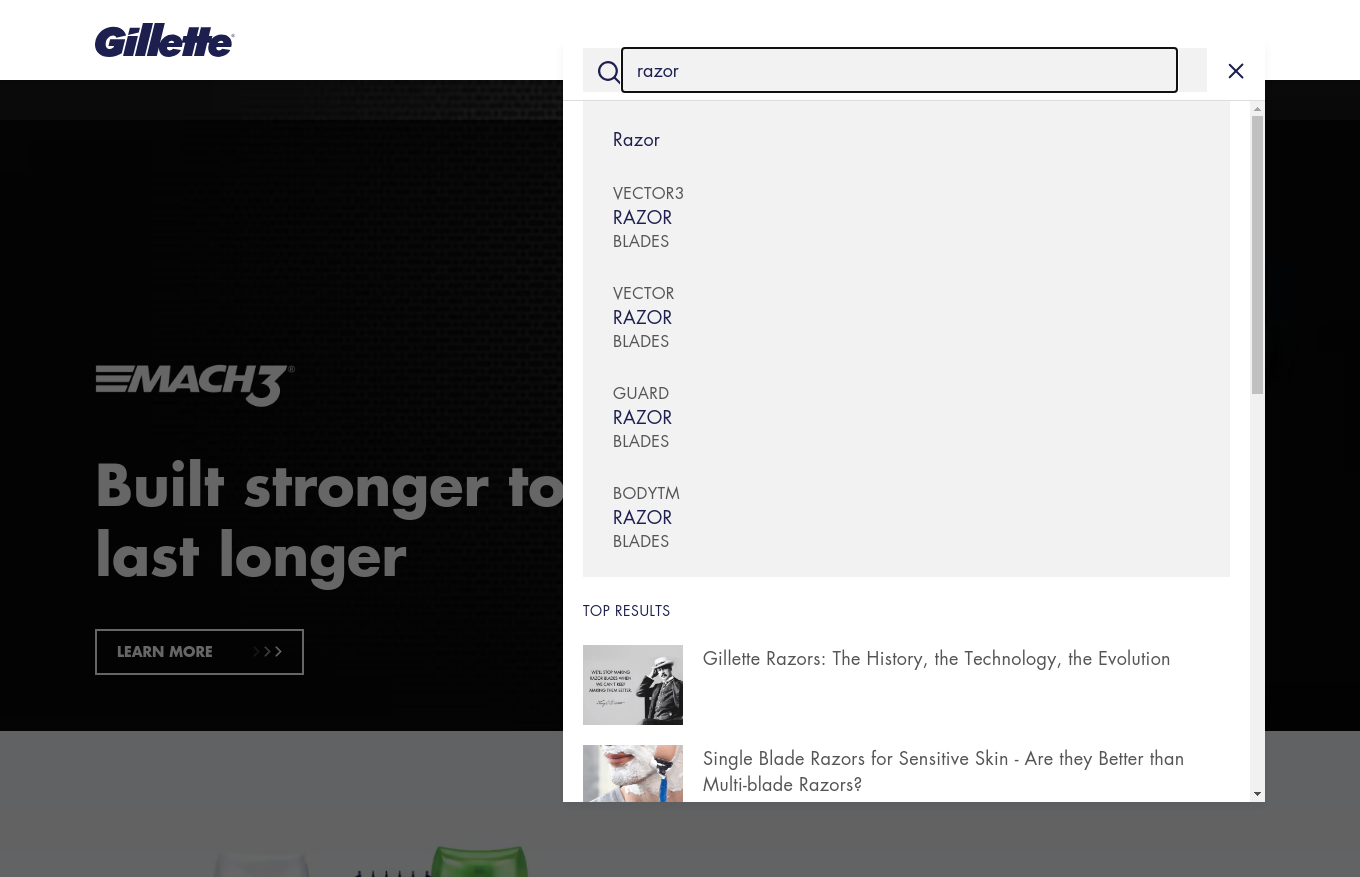 Gillette
razor
Razor
VECTOR3
RAZOR
BLADES
VECTOR
RAZOR
BLADES
GUARD
RAZOR
BLADES
BODYTM
RAZOR
BLADES
TOP RESULTS
WE'LL STOP MAKING
RAZOR BLADES WHEN
WE CAN'T KEEP
MAKING THEM BETTER.
Gillette Razors: The History, the Technology, the Evolution
Single Blade Razors for Sensitive Skin - Are they Better than
Multi-blade Razors?
MACH3®
Built stronger to
last longer
LEARN MORE